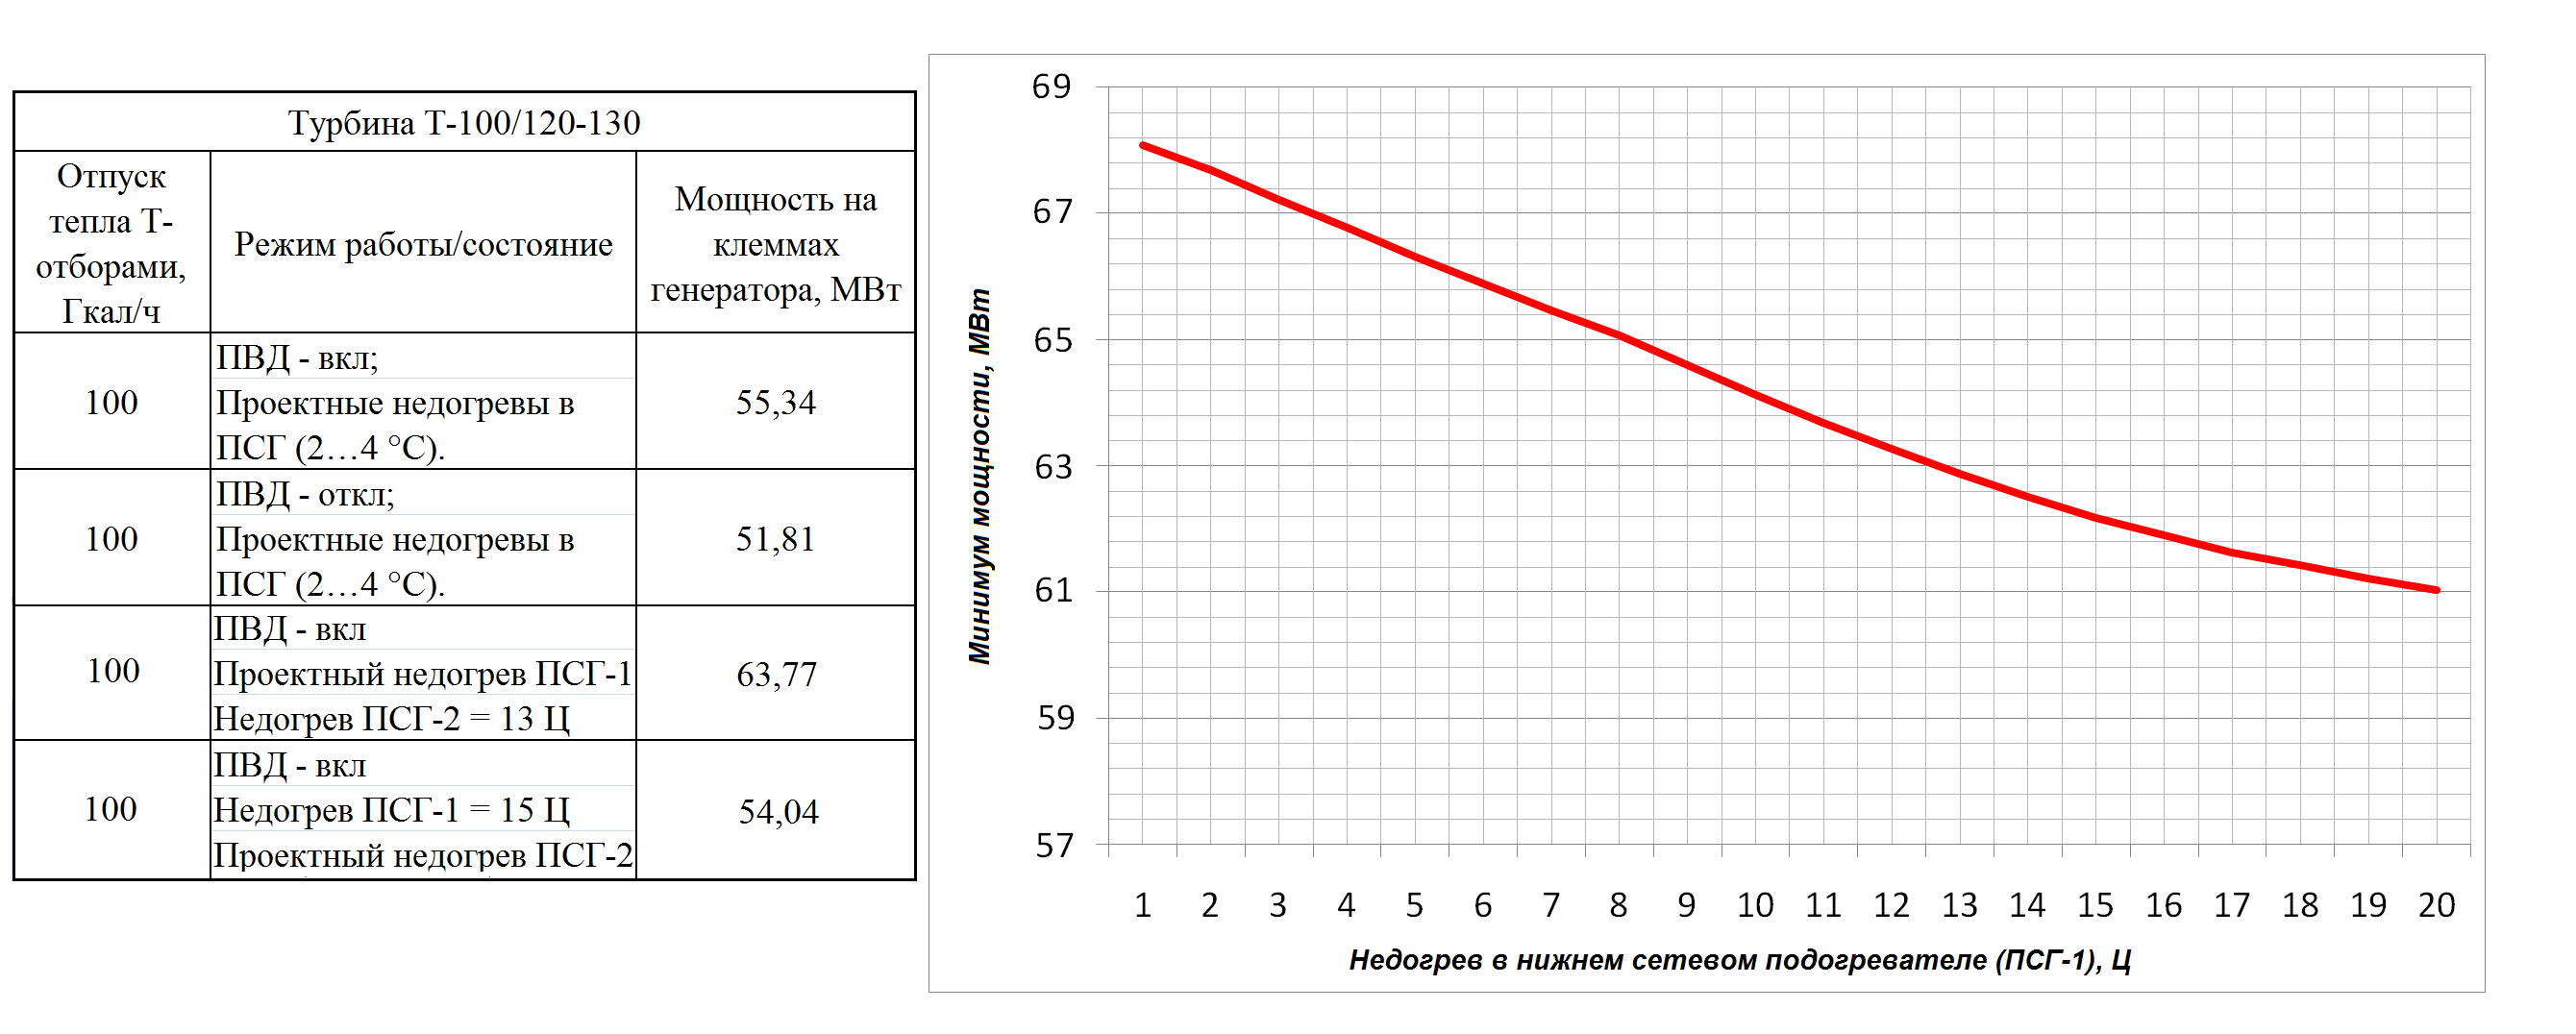 Турбина Т-100/120-130
Отпуск
тепла Т-
отборами,
Гкал/ч
Режим работы/состояние
Мощность на
клеммах
генератора, МВт
100
ПВД - вкл;
Проектные недогревы в
ПСГ (2…4 °С).
55,34
100
ПВД - откл;
Проектные недогревы в
ПСГ (2…4 °С).
51,81
100
ПВД - вкл
Проектный недогрев ПСГ-1
Недогрев ПСГ-2 = 13 Ц
63,77
100
ПВД - вкл
Недогрев ПСГ-1 = 15 Ц
Проектный недогрев ПСГ-2
54,04
Минимум мощности, МВт
69
67
65
63
61
59
57
1 2 3 4 5 6 7 8 9 10 11 12 13 14 15 16 17 18 19 20
Недогрев в нижнем сетевом подогревателе (ПСГ-1), Ц